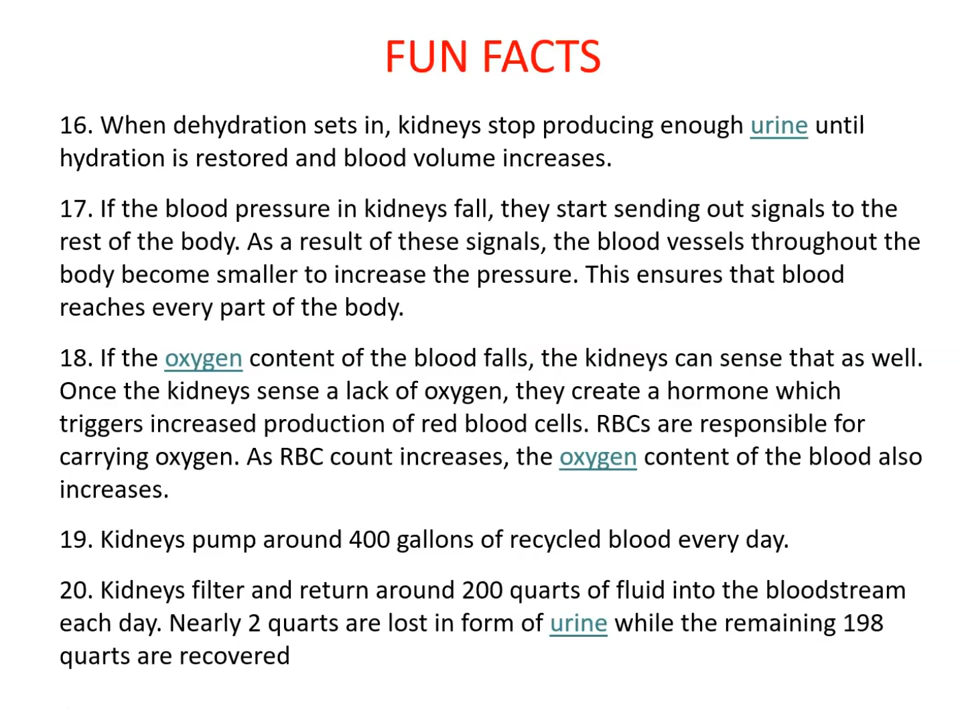 FUN FACTS
16. When dehydration sets in, kidneys stop producing enough urine until
hydration is restored and blood volume increases.
17. If the blood pressure in kidneys fall, they start sending out signals to the
rest of the body. As a result of these signals, the blood vessels throughout the
body become smaller to increase the pressure. This ensures that blood
reaches every part of the body.
18. If the oxygen content of the blood falls, the kidneys can sense that as well.
Once the kidneys sense a lack of oxygen, they create a hormone which
triggers increased production of red blood cells. RBCs are responsible for
carrying oxygen. As RBC count increases, the oxygen content of the blood also
increases.
19. Kidneys pump around 400 gallons of recycled blood every day.
20. Kidneys filter and return around 200 quarts of fluid into the bloodstream
each day. Nearly 2 quarts are lost in form of urine while the remaining 198
quarts are recovered